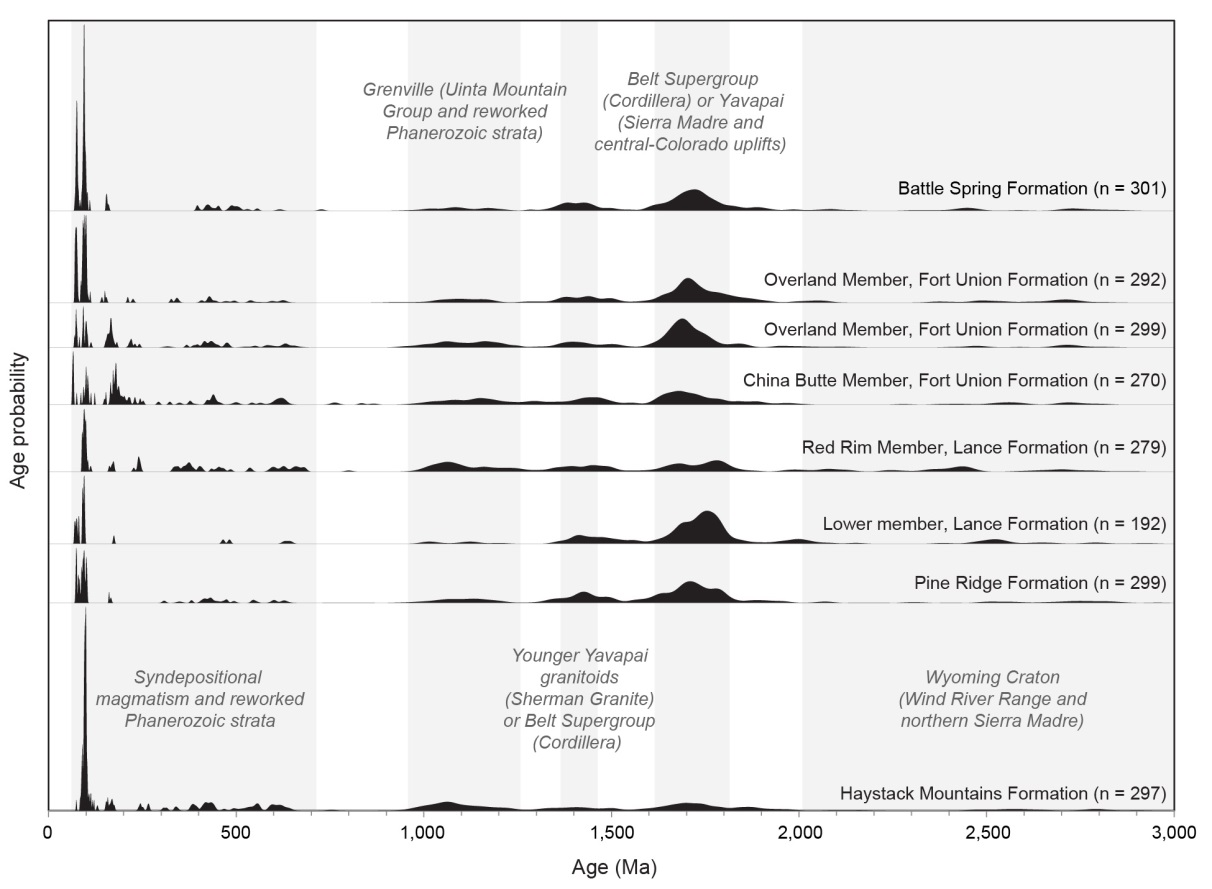 Grenville (Uinta Mountain
Group and reworked
Phanerozoic strata)
Belt Supergroup
(Cordillera) or Yavapai
(Sierra Madre and
central-Colorado uplifts)
Battle Spring Formation (n = 301)
Overland Member, Fort Union Formation (n = 292)
Overland Member, Fort Union Formation (n = 299)
China Butte Member, Fort Union Formation (n = 270)
Red Rim Member, Lance Formation (n = 279)
Lower member, Lance Formation (n = 192)
Pine Ridge Formation (n = 299)
Syndepositional
magmatism and reworked
Phanerozoic strata
Younger Yavapai
granitoids
(Sherman Granite)
or Belt Supergroup
(Cordillera)
Wyoming Craton
(Wind River Range and
northern Sierra Madre)
Haystack Mountains Formation (n = 297)
Age probability
0 500 1,000 1,500 2,000 2,500 3,000
Age (Ma)